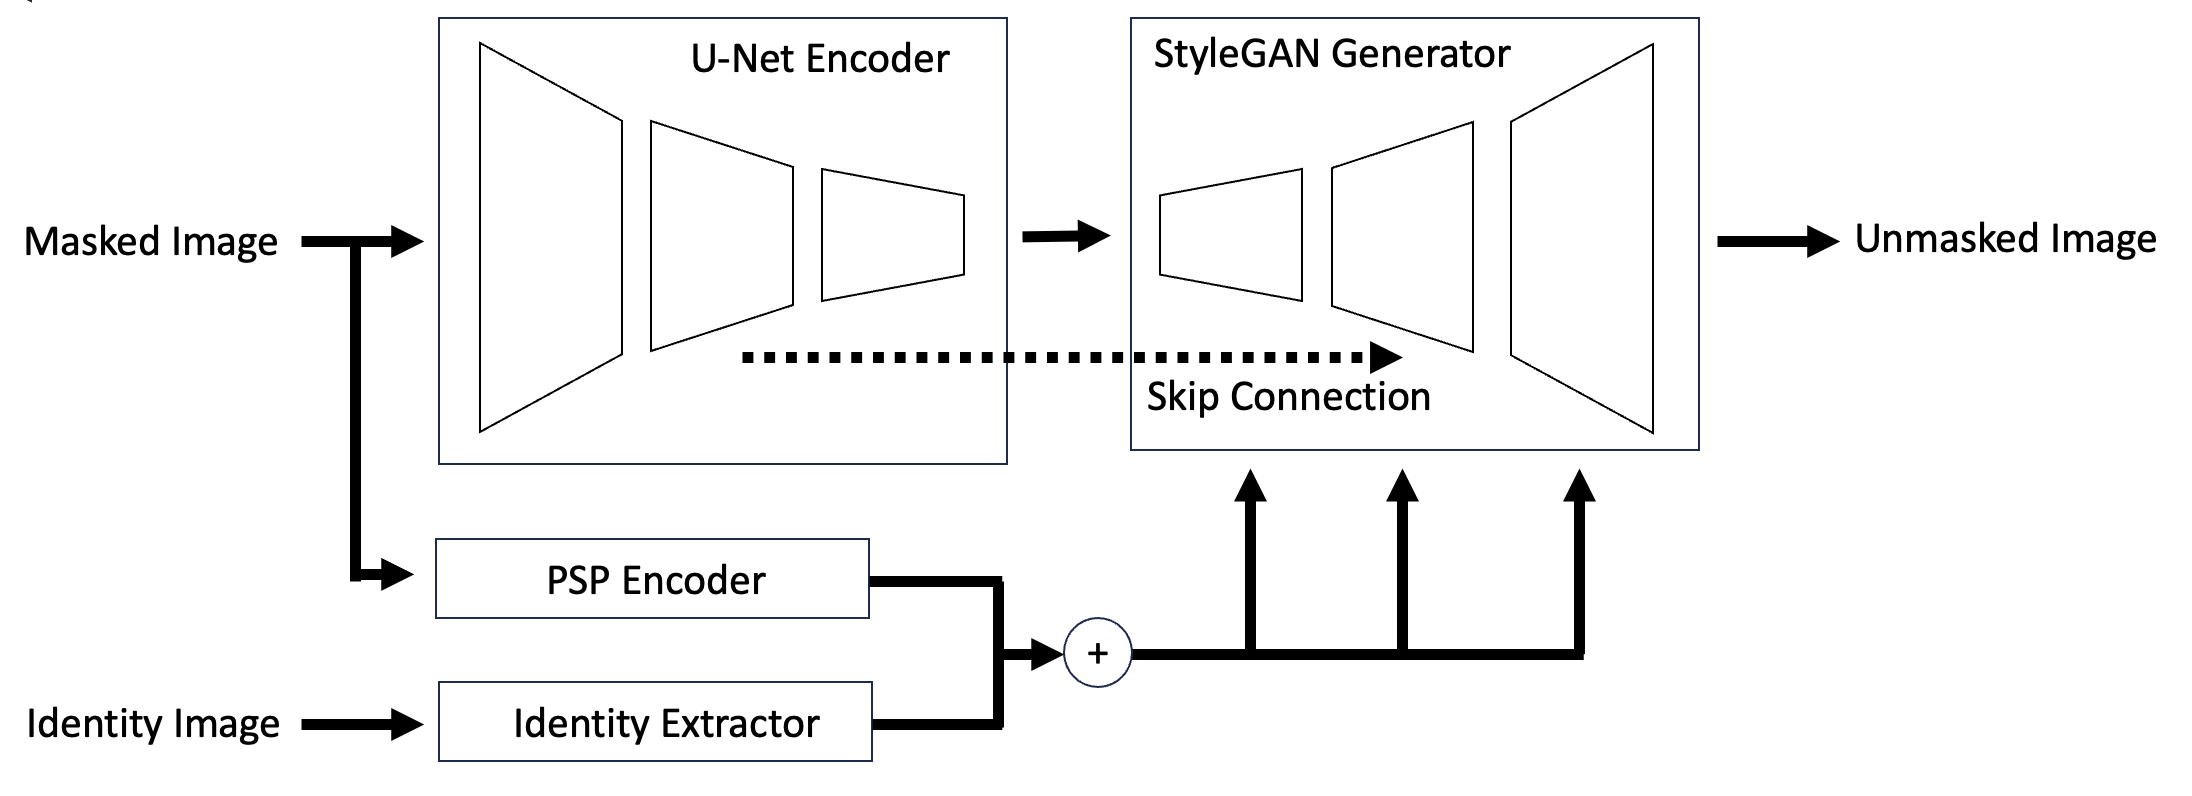 U-Net Encoder
StyleGAN Generator
Masked Image
Unmasked Image
Skip Connection
PSP Encoder
+
Identity Image
Identity Extractor